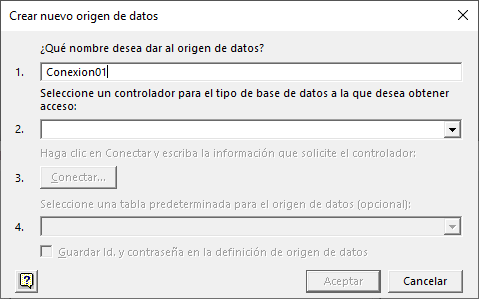 Crear nuevo origen de datos
¿Qué nombre desea dar al origen de datos?
1. Conexion01
Seleccione un controlador para el tipo de base de datos a la que desea obtener
acceso:
2.
Haga clic en Conectar y escriba la información que solicite el controlador:
3. Conectar...
Seleccione una tabla predeterminada para el origen de datos (opcional):
4.
Guardar Id. y contraseña en la definición de origen de datos
? Aceptar Cancelar